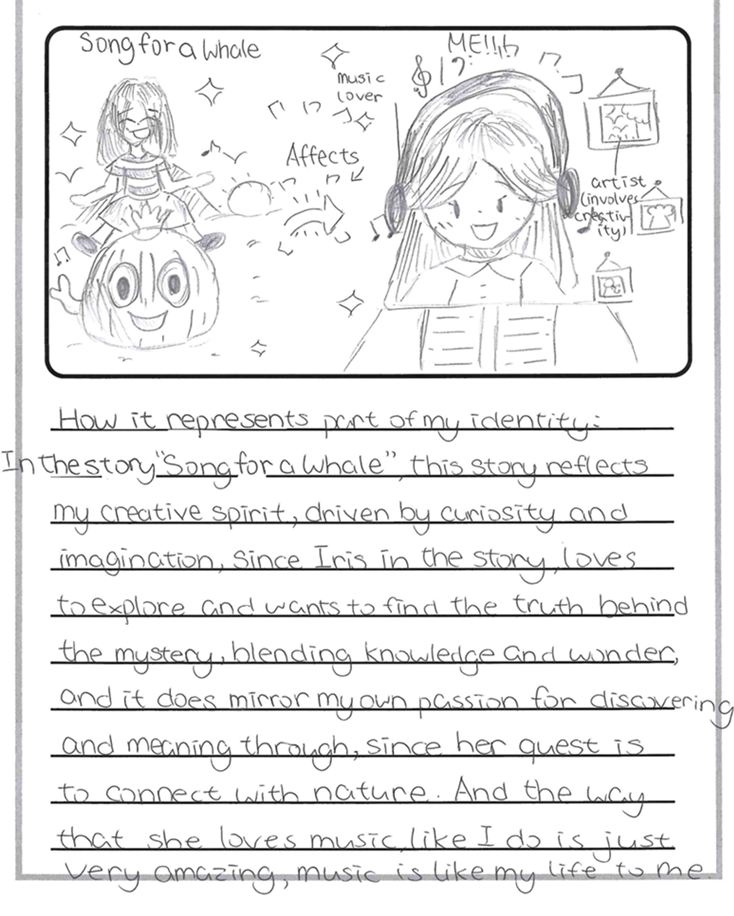 Song for a Whale
ME!!!
music
lover
Affects
artist
(involves
creativ
ity)
How it represents part of my identity:
In the story "Song for a Whale", this story reflects
my creative spirit, driven by curiosity and
imagination, since Iris in the story, loves
to explore and wants to find the truth behind
the mystery, blending knowledge and wonder,
and it does mirror my own passion for discovering
and meaning through, since her quest is
to connect with nature. And the way
that she loves music, like I do is just
very amazing, music is like my life to me.